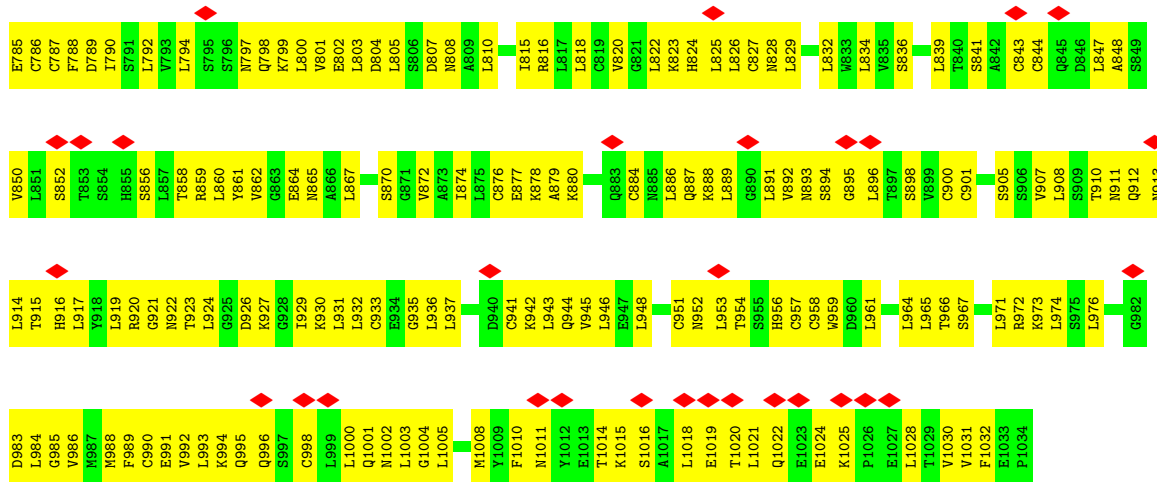 E785 C786 C787 F788 D789 I790 S791 L792 V793 L794 S795 S796 N797 Q798 K799 L800 V801 E802 L803 D804 L805 S806 D807 N808 A809 L810 I815 R816 L817 L818 C819 V820 G821 L822 K823 H824 L825 L826 C827 N828 L829 L832 W833 L834 V835 S836 L839 T840 S841 A842 C843 C844 Q845 D846 L847 A848 S849
V850 L851 S852 T853 S854 H855 S856 L857 T858 R859 L860 Y861 V862 G863 E864 N865 A866 L867 S870 G871 V872 A873 I874 L875 C876 E877 K878 A879 K880 Q883 C884 N885 L886 Q887 K888 L889 G890 L891 V892 N893 S894 G895 L896 T897 S898 V899 C900 C901 S905 S906 V907 L908 S909 T910 N911 Q912 N913
L914 T915 H916 L917 Y918 L919 R920 G921 N922 T923 L924 G925 D926 K927 G928 I929 K930 L931 L932 C933 E934 G935 L936 L937 D940 C941 K942 L943 Q944 V945 L946 E947 L948 C951 N952 L953 T954 S955 H956 C957 C958 W959 D960 L961 L964 L965 T966 S967 L971 R972 K973 L974 S975 L976 G982
D983 L984 G985 V986 M987 M988 F989 C990 E991 V992 L993 K994 Q995 Q996 S997 C998 L999 L1000 Q1001 N1002 L1003 G1004 L1005 M1008 Y1009 F1010 N1011 Y1012 E1013 T1014 K1015 S1016 A1017 L1018 E1019 T1020 L1021 Q1022 E1023 E1024 K1025 P1026 E1027 L1028 T1029 V1030 V1031 F1032 E1033 P1034